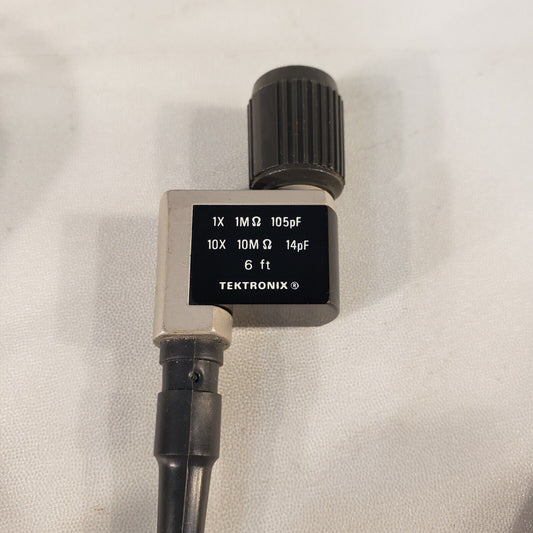 1X 1MΩ 105pF
10X 10MΩ 14pF
6 ft
TEKTRONIX®